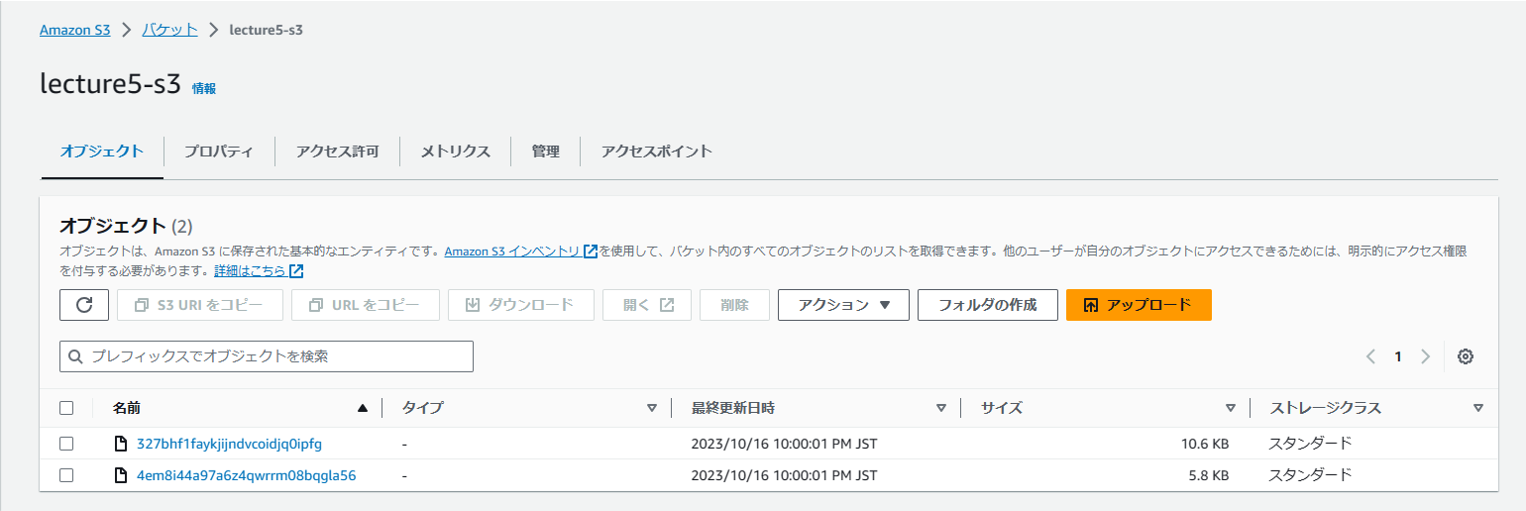 Amazon S3 > バケット > lecture5-s3
lecture5-s3 情報
オブジェクト プロパティ アクセス許可 メトリクス 管理 アクセスポイント
オブジェクト (2)
オブジェクトは、Amazon S3 に保存された基本的なエンティティです。Amazon S3 インベントリ を使用して、バケット内のすべてのオブジェクトのリストを取得できます。他のユーザーが自分のオブジェクトにアクセスできるためには、明示的にアクセス権限
を付与する必要があります。詳細はこちら
S3 URI をコピー URL をコピー ダウンロード 開く 削除 アクション ▼ フォルダの作成 アップロード
プレフィックスでオブジェクトを検索 < 1 >
名前 ▲ タイプ ▽ 最終更新日時 ▽ サイズ ▽ ストレージクラス ▽
327bhf1faykjijndvcoidjq0ipfg - 2023/10/16 10:00:01 PM JST 10.6 KB スタンダード
4em8i44a97a6z4qwrrm08bqgla56 - 2023/10/16 10:00:01 PM JST 5.8 KB スタンダード